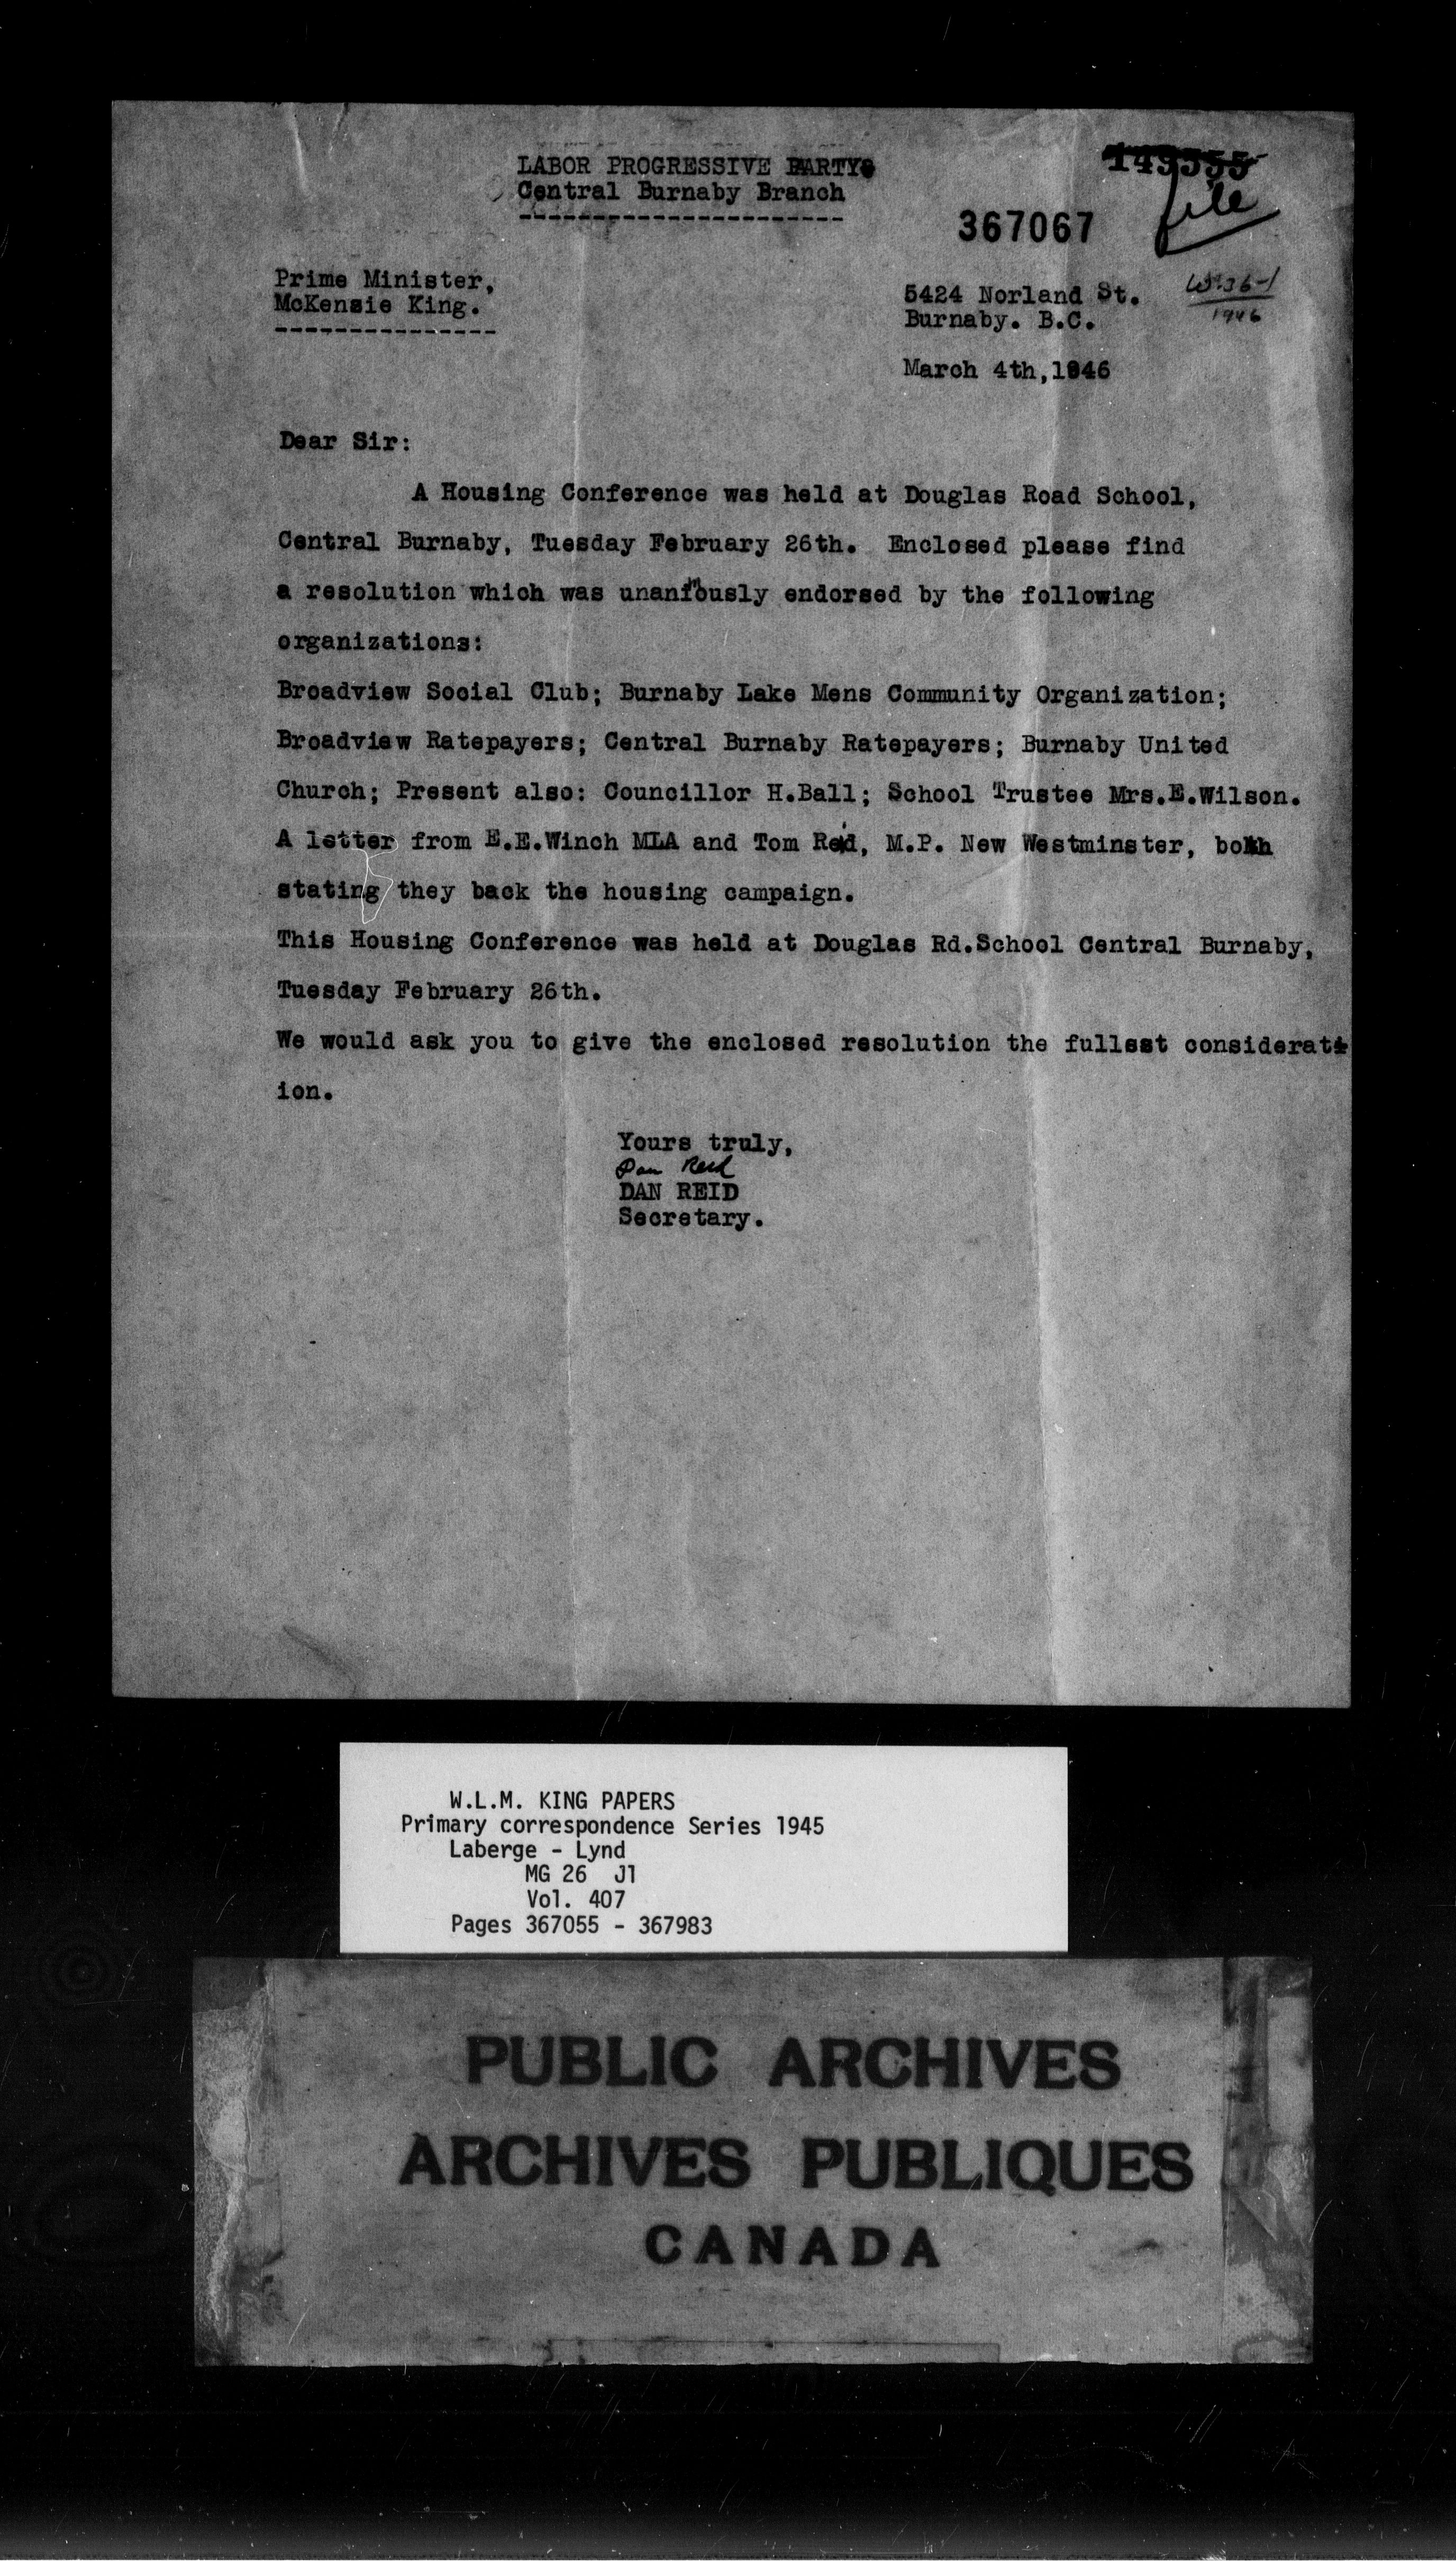 LABOR PROGRESSIVE PARTY
Central Burnaby Branch
149555
file
367067
Prime Minister,
McKensie King.
5424 Norland St.
Burnaby. B.C.
W-36-1
1946
March 4th,1946
Dear Sir:
A Housing Conference was held at Douglas Road School,
Central Burnaby, Tuesday February 26th. Enclosed please find
a resolution which was unanimously endorsed by the following
organizations:
Broadview Social Club; Burnaby Lake Mens Community Organization;
Broadview Ratepayers; Central Burnaby Ratepayers; Burnaby United
Church; Present also: Councillor H.Ball; School Trustee Mrs.E.Wilson.
A letter from E.E.Winch MLA and Tom Reid, M.P. New Westminster, both
stating they back the housing campaign.
This Housing Conference was held at Douglas Rd.School Central Burnaby,
Tuesday February 26th.
We would ask you to give the enclosed resolution the fullest considerat
ion.
Yours truly,
Dan Reid
DAN REID
Secretary.
W.L.M. KING PAPERS
Primary correspondence Series 1945
Laberge - Lynd
MG 26 J1
Vol. 407
Pages 367055 - 367983
PUBLIC ARCHIVES
ARCHIVES PUBLIQUES
CANADA